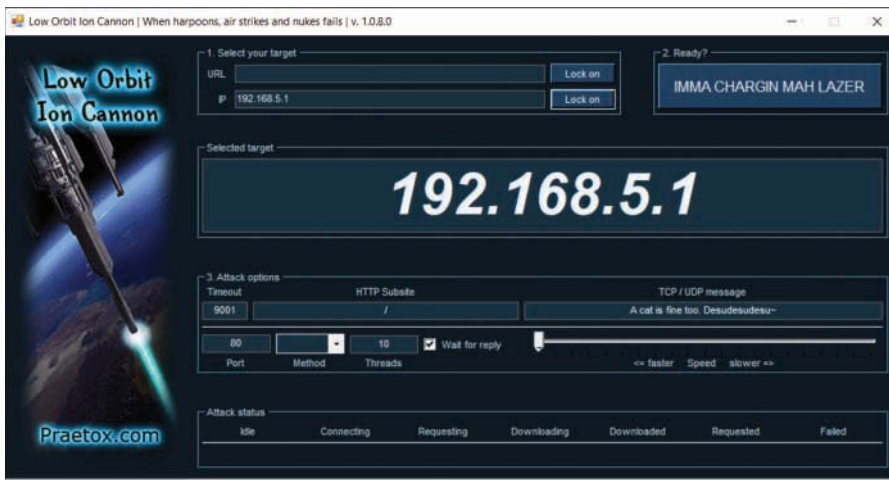 Low Orbit Ion Cannon | When harpoons, air strikes and nukes fails | v. 1.0.8.0
Low Orbit
Ion Cannon
Praetox.com
1. Select your target
URL Lock on
IP 192.168.5.1 Lock on
2. Ready?
IMMA CHARGIN MAH LAZER
Selected target
192.168.5.1
3. Attack options
Timeout HTTP Subsite TCP / UDP message
9001 / A cat is fine too. Desudesudesu~
80 10 Wait for reply
Port Method Threads <= faster Speed slower =>
Attack status
Idle Connecting Requesting Downloading Downloaded Requested Failed